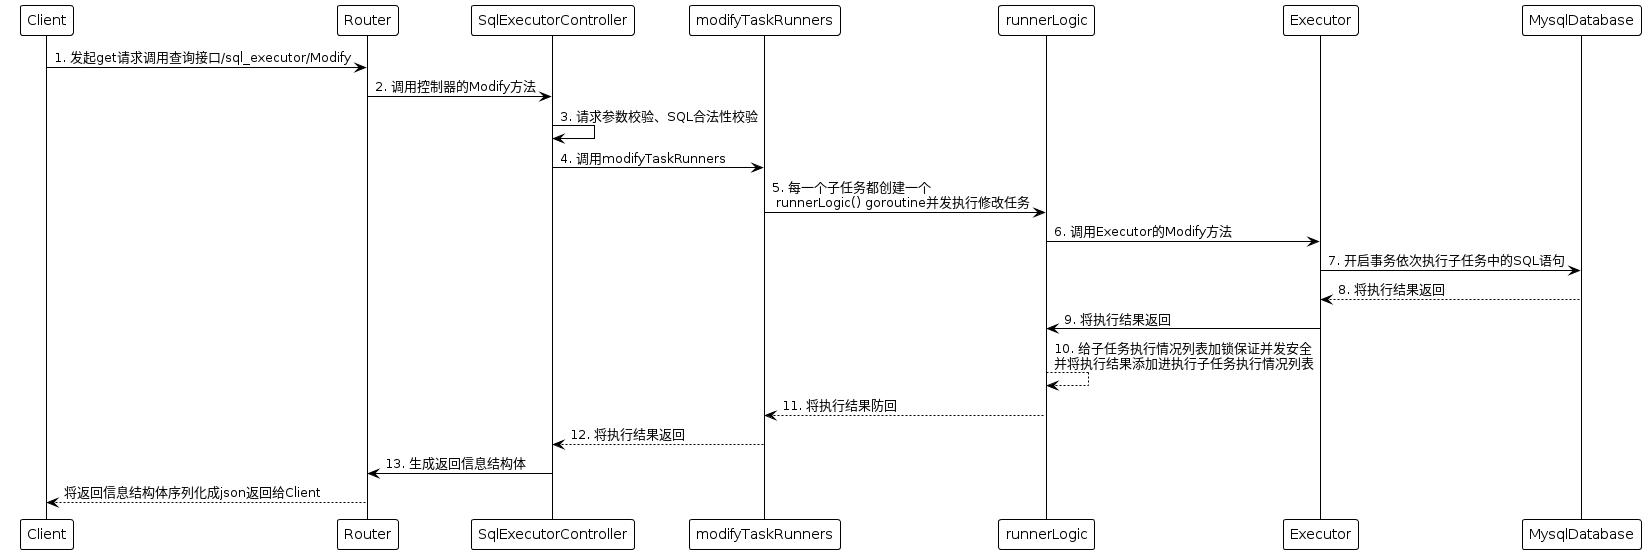 Client
Router
SqlExecutorController
modifyTaskRunners
runnerLogic
Executor
MysqlDatabase
1. 发起get请求调用查询接口/sql_executor/Modify
2. 调用控制器的Modify方法
3. 请求参数校验、SQL合法性校验
4. 调用modifyTaskRunners
5. 每一个子任务都创建一个
runnerLogic() goroutine并发执行修改任务
6. 调用Executor的Modify方法
7. 开启事务依次执行子任务中的SQL语句
8. 将执行结果返回
9. 将执行结果返回
10. 给子任务执行情况列表加锁保证并发安全
并将执行结果添加进执行子任务执行情况列表
11. 将执行结果防回
12. 将执行结果返回
13. 生成返回信息结构体
将返回信息结构体序列化成json返回给Client
Client
Router
SqlExecutorController
modifyTaskRunners
runnerLogic
Executor
MysqlDatabase